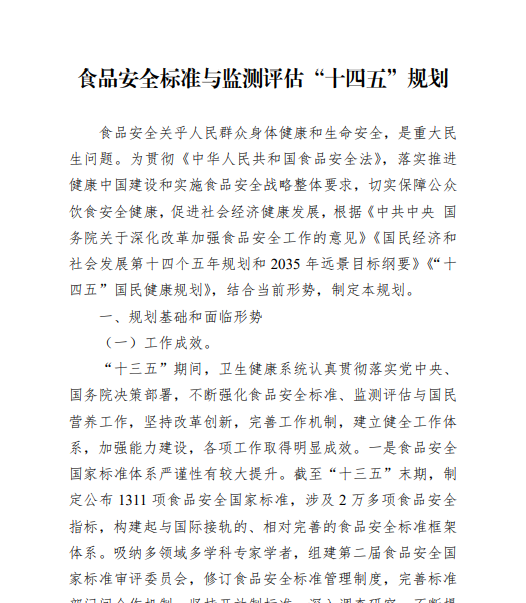 食品安全标准与监测评估“十四五”规划
食品安全关乎人民群众身体健康和生命安全，是重大民
生问题。为贯彻《中华人民共和国食品安全法》，落实推进
健康中国建设和实施食品安全战略整体要求，切实保障公众
饮食安全健康，促进社会经济健康发展，根据《中共中央 国
务院关于深化改革加强食品安全工作的意见》《国民经济和
社会发展第十四个五年规划和 2035 年远景目标纲要》《“十
四五”国民健康规划》，结合当前形势，制定本规划。
一、规划基础和面临形势
（一）工作成效。
“十三五”期间，卫生健康系统认真贯彻落实党中央、
国务院决策部署，不断强化食品安全标准、监测评估与国民
营养工作，坚持改革创新，完善工作机制，建立健全工作体
系，加强能力建设，各项工作取得明显成效。一是食品安全
国家标准体系严谨性有较大提升。截至“十三五”末期，制
定公布 1311 项食品安全国家标准，涉及 2 万多项食品安全
指标，构建起与国际接轨的、相对完善的食品安全标准框架
体系。吸纳多领域多学科专家学者，组建第二届食品安全国
家标准审评委员会，修订食品安全标准管理制度，完善标准